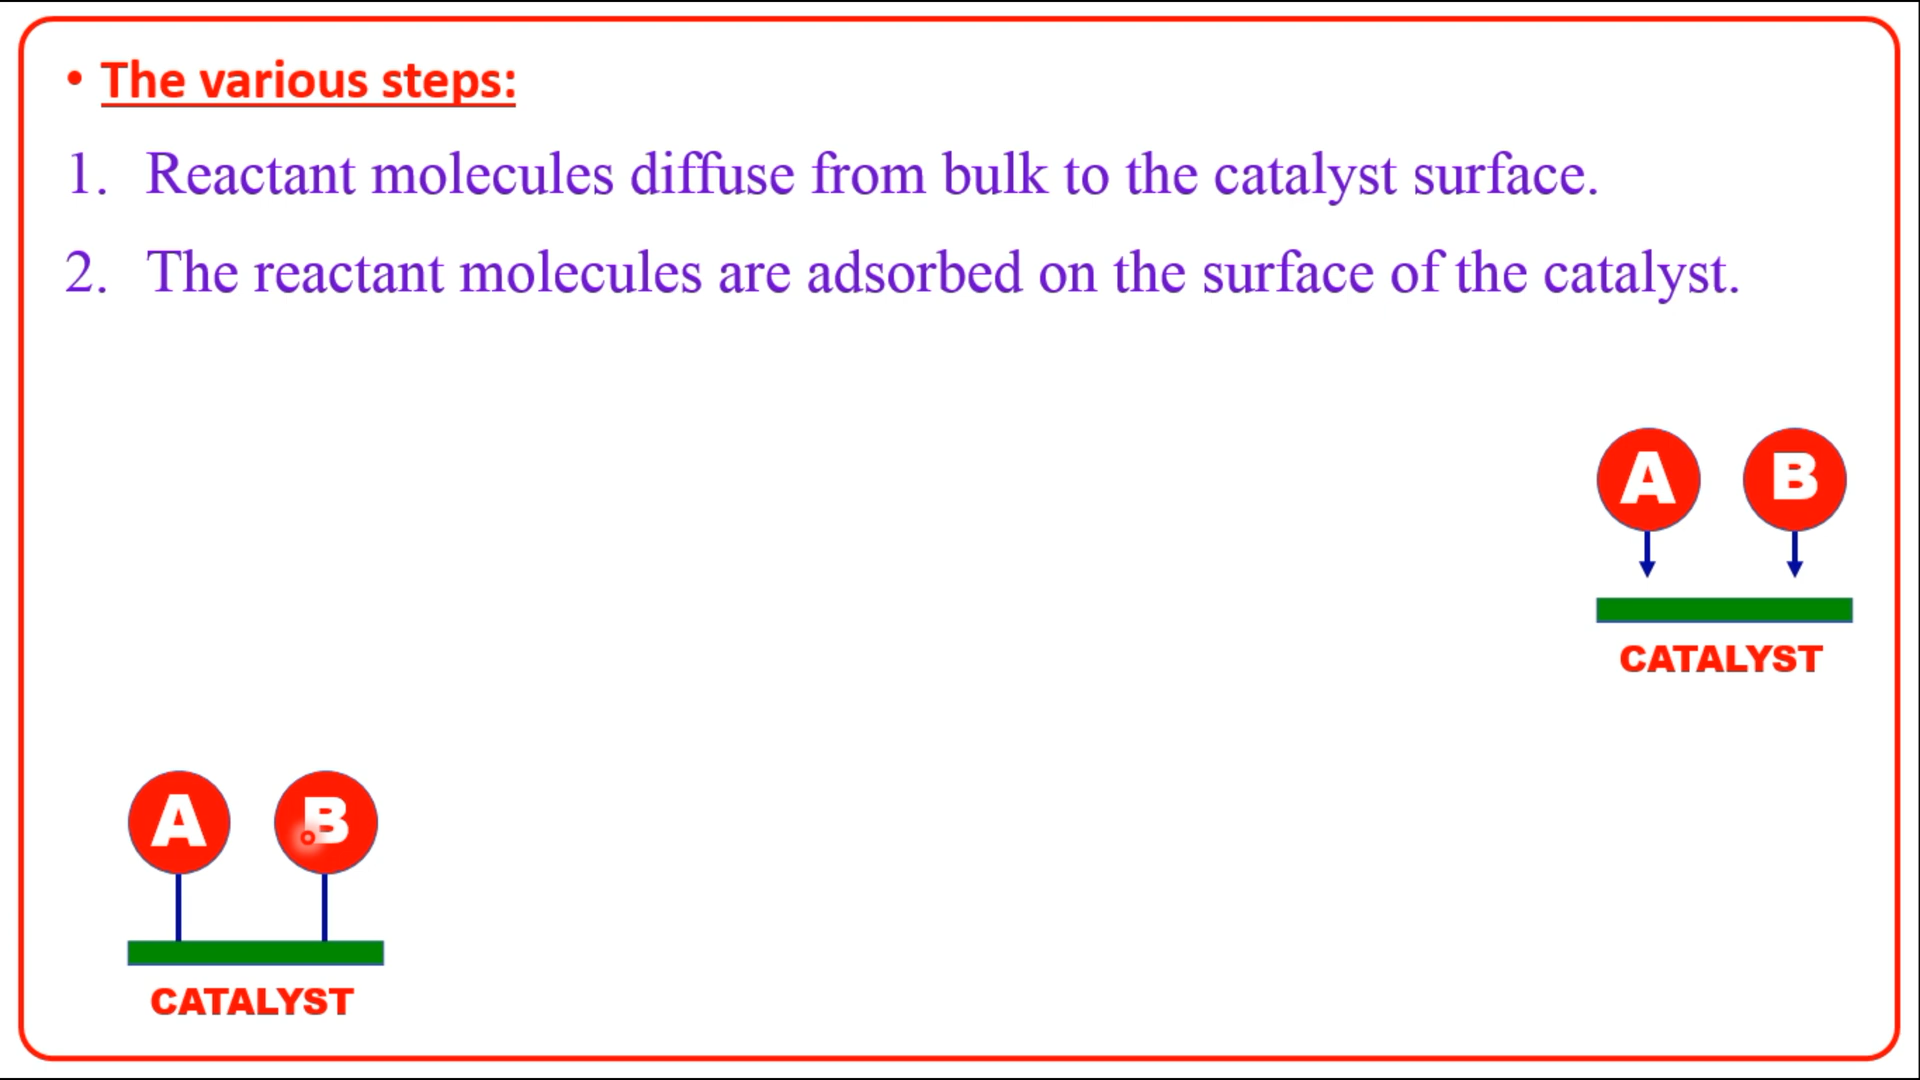 • The various steps:
1. Reactant molecules diffuse from bulk to the catalyst surface.
2. The reactant molecules are adsorbed on the surface of the catalyst.
A B
CATALYST
A B
CATALYST